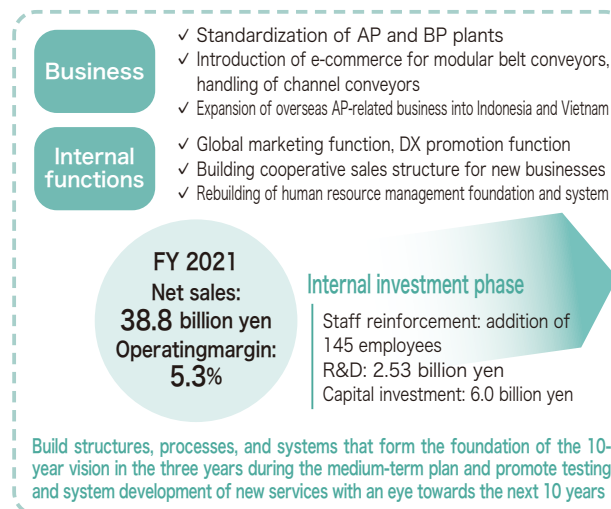 Business
✓ Standardization of AP and BP plants
✓ Introduction of e-commerce for modular belt conveyors,
handling of channel conveyors
✓ Expansion of overseas AP-related business into Indonesia and Vietnam
Internal
functions
✓ Global marketing function, DX promotion function
✓ Building cooperative sales structure for new businesses
✓ Rebuilding of human resource management foundation and system
FY 2021
Net sales:
38.8 billion yen
Operatingmargin:
5.3%
Internal investment phase
Staff reinforcement: addition of
145 employees
R&D: 2.53 billion yen
Capital investment: 6.0 billion yen
Build structures, processes, and systems that form the foundation of the 10-
year vision in the three years during the medium-term plan and promote testing
and system development of new services with an eye towards the next 10 years